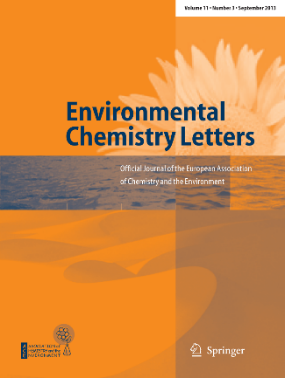 Volume 11 • Number 3 • September 2013
Environmental
Chemistry Letters
Official Journal of the European Association
of Chemistry and the Environment
Springer